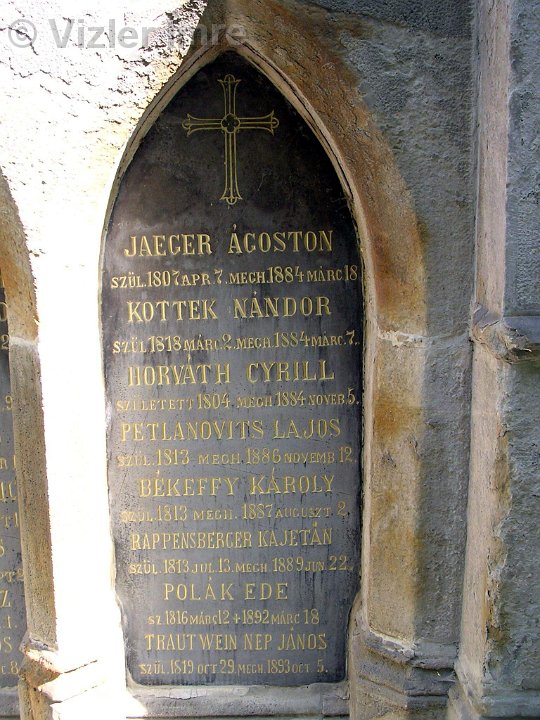 © Vizler Imre
JAEGER ÁGOSTON
SZÜL. 1807 APR. 7. MEGH. 1884 MÁRC 18
KOTTEK NÁNDOR
SZÜL. 1818 MÁRC. 2. MEGH. 1884 MÁRC. 7.
HORVÁTH CYRILL
SZÜLETETT 1804. MEGH 1884 NOVEB. 5.
PETLANOVITS LAJOS
SZÜL. 1813. MEGH. 1886 NOVEMB 12.
BÉKEFFY KÁROLY
SZÜL. 1813 MEGH. 1887 AUGUSZT 2.
RAPPENSBERGER KAJETÁN
SZÜL. 1813 JUL. 13. MEGH 1889 JUN. 22.
POLÁK EDE
SZ. 1816 MÁRC 12 + 1892 MÁRC 18
TRAUTWEIN NEP. JÁNOS
SZÜL 1819 OCT. 29. MEGH. 1893 OKT. 5.